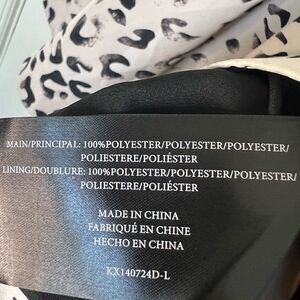 MAIN/PRINCIPAL: 100%POLYESTER/POLYESTER/POLYESTER/
POLIESTERE/POLIÉSTER
LINING/DOUBLURE: 100%POLYESTER/POLYESTER/POLYESTER/
POLIESTERE/POLIÉSTER
MADE IN CHINA
FABRIQUÉ EN CHINE
HECHO EN CHINA
KX140724D-L